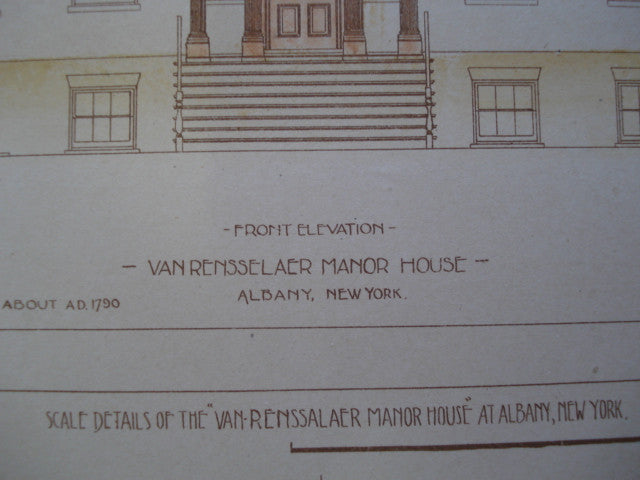 - FRONT ELEVATION -
- VAN RENSSELAER MANOR HOUSE -
ALBANY, NEW YORK.
ABOUT A.D. 1790
SCALE DETAILS OF THE "VAN-RENSSALAER MANOR HOUSE" AT ALBANY, NEW YORK.